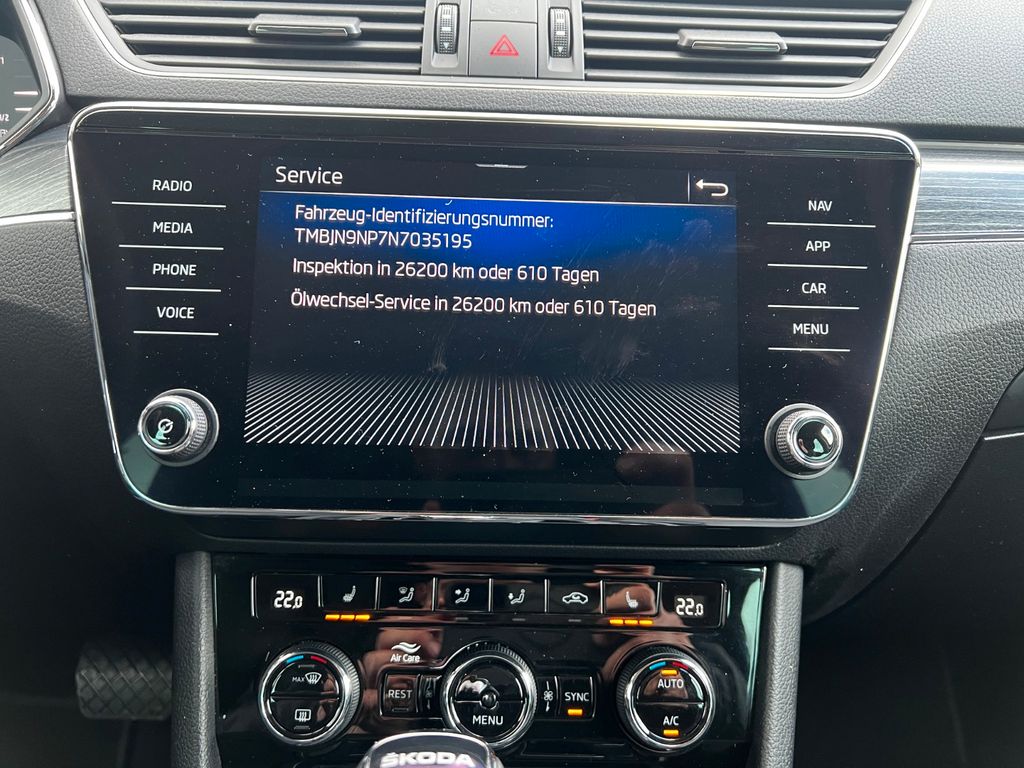 Service
Fahrzeug-Identifizierungsnummer:
TMBJN9NP7N7035195
Inspektion in 26200 km oder 610 Tagen
Ölwechsel-Service in 26200 km oder 610 Tagen
RADIO
MEDIA
PHONE
VOICE
NAV
APP
CAR
MENU
22.0
22.0
Air Care
MAX
REST
MENU
SYNC
AUTO
A/C
ŠKODA